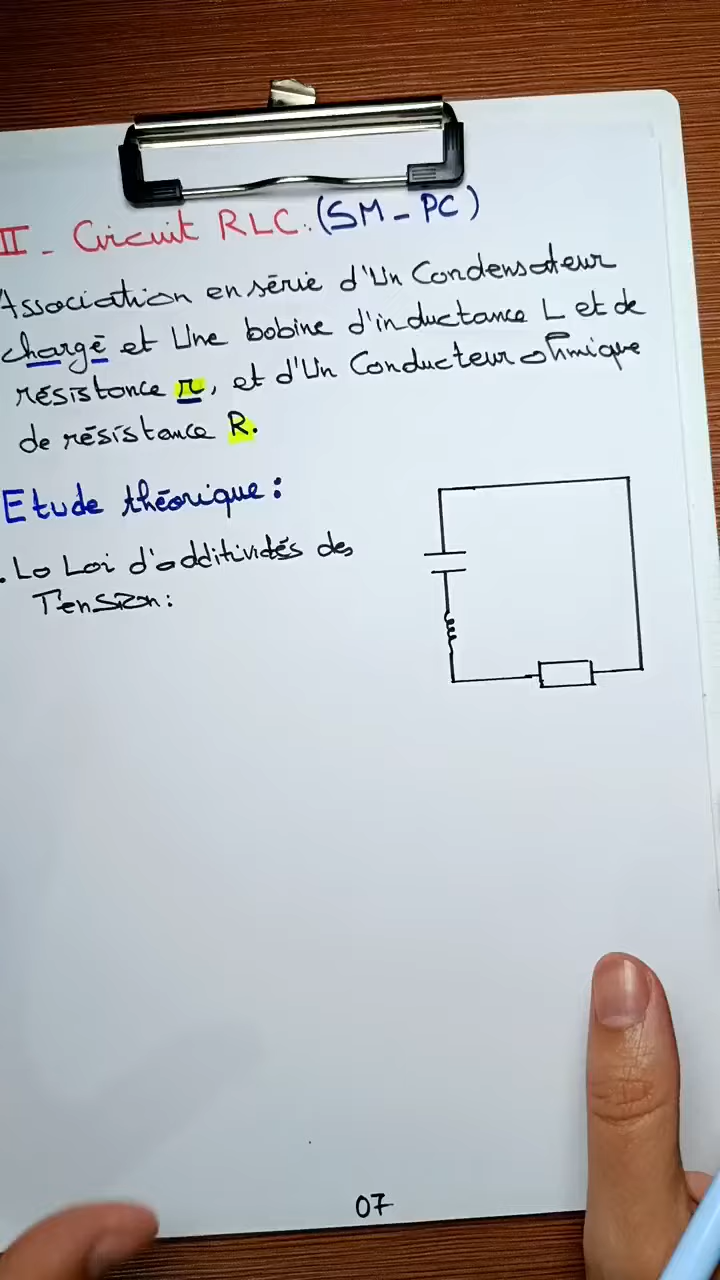 II - Circuit RLC : (SM - PC)
Association en série d'Un Condensateur
chargé et Une bobine d'inductance L et de
résistance r, et d'Un Conducteur ohmique
de résistance R.
Etude théorique :
. La Loi d'additividés des
Tension :
07